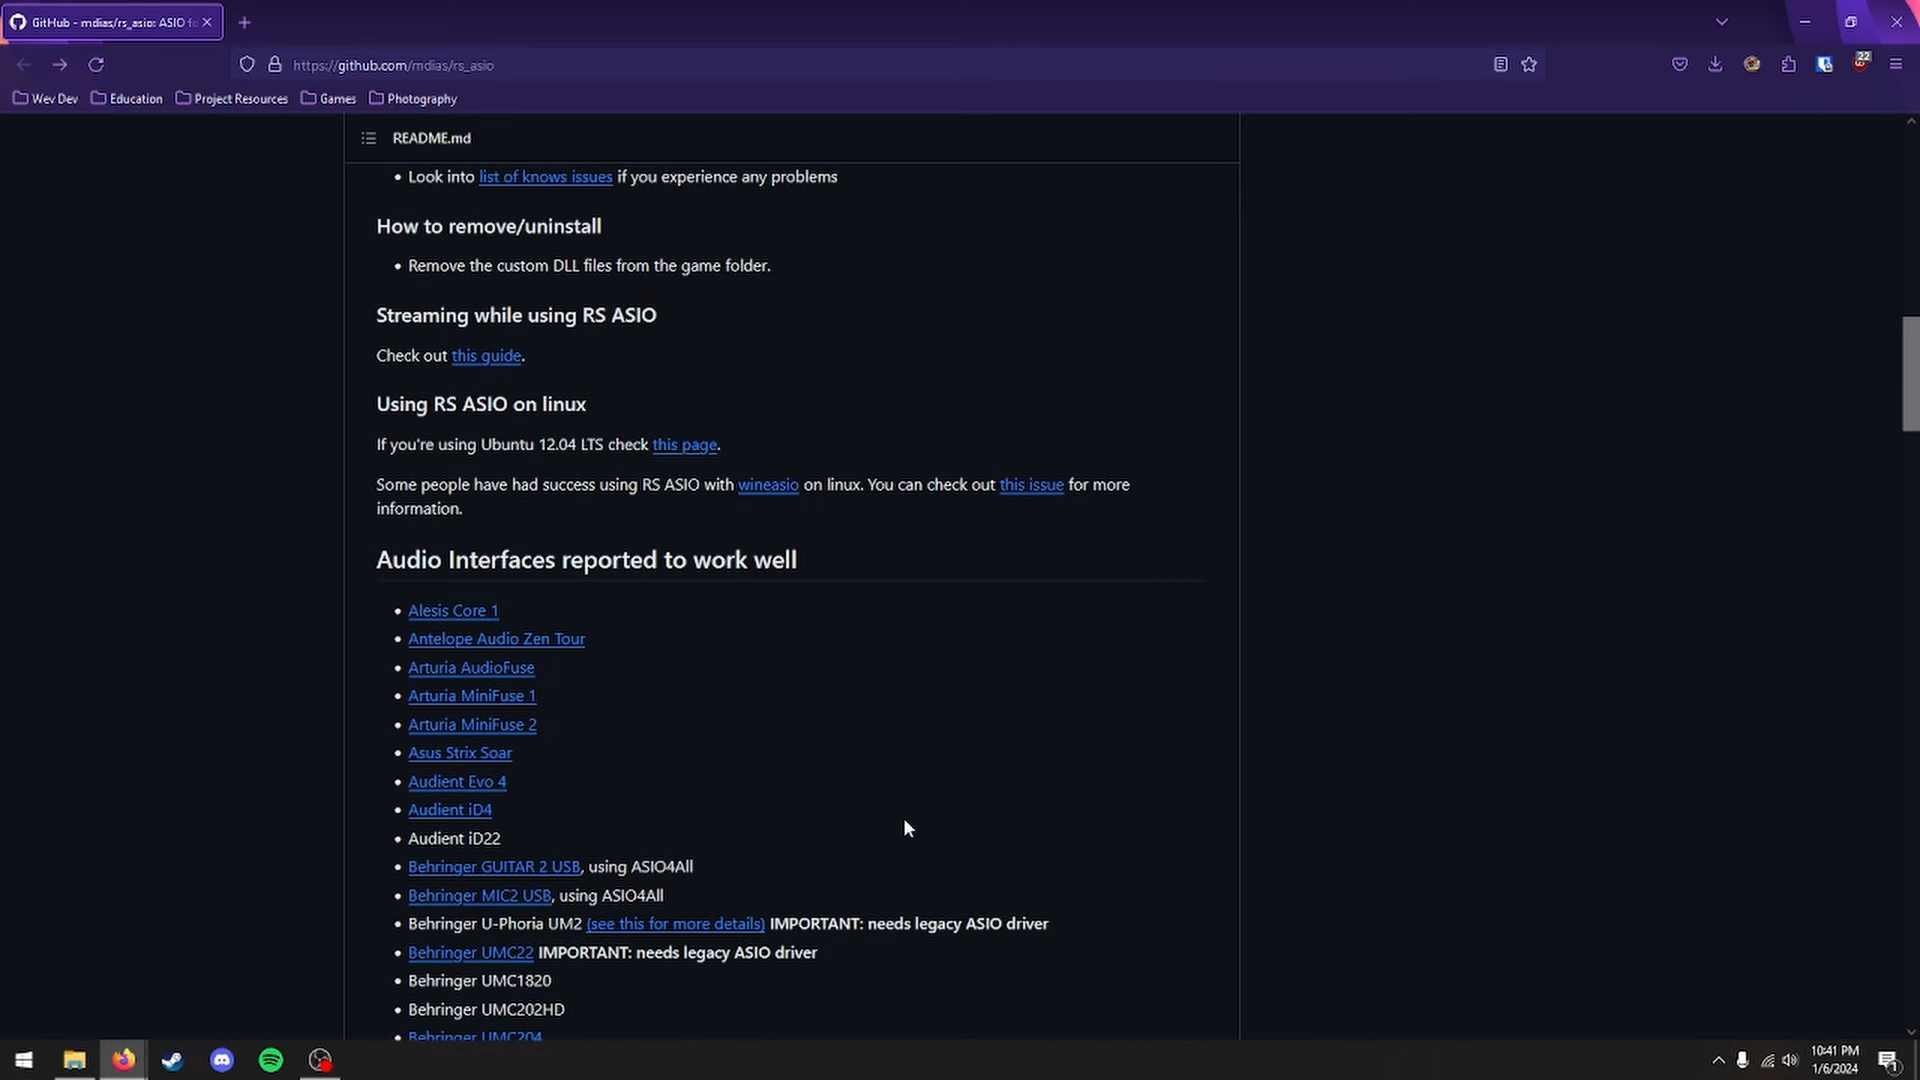 GitHub - mdias/rs_asio: ASIO fo
https://github.com/mdias/rs_asio
22
Wev Dev
Education
Project Resources
Games
Photography
README.md
• Look into list of knows issues if you experience any problems
How to remove/uninstall
• Remove the custom DLL files from the game folder.
Streaming while using RS ASIO
Check out this guide.
Using RS ASIO on linux
If you're using Ubuntu 12.04 LTS check this page.
Some people have had success using RS ASIO with wineasio on linux. You can check out this issue for more
information.
Audio Interfaces reported to work well
• Alesis Core 1
• Antelope Audio Zen Tour
• Arturia AudioFuse
• Arturia MiniFuse 1
• Arturia MiniFuse 2
• Asus Strix Soar
• Audient Evo 4
• Audient iD4
• Audient iD22
• Behringer GUITAR 2 USB, using ASIO4All
• Behringer MIC2 USB, using ASIO4All
• Behringer U-Phoria UM2 (see this for more details) IMPORTANT: needs legacy ASIO driver
• Behringer UMC22 IMPORTANT: needs legacy ASIO driver
• Behringer UMC1820
• Behringer UMC202HD
• Behringer UMC204
10:41 PM
1/6/2024
1